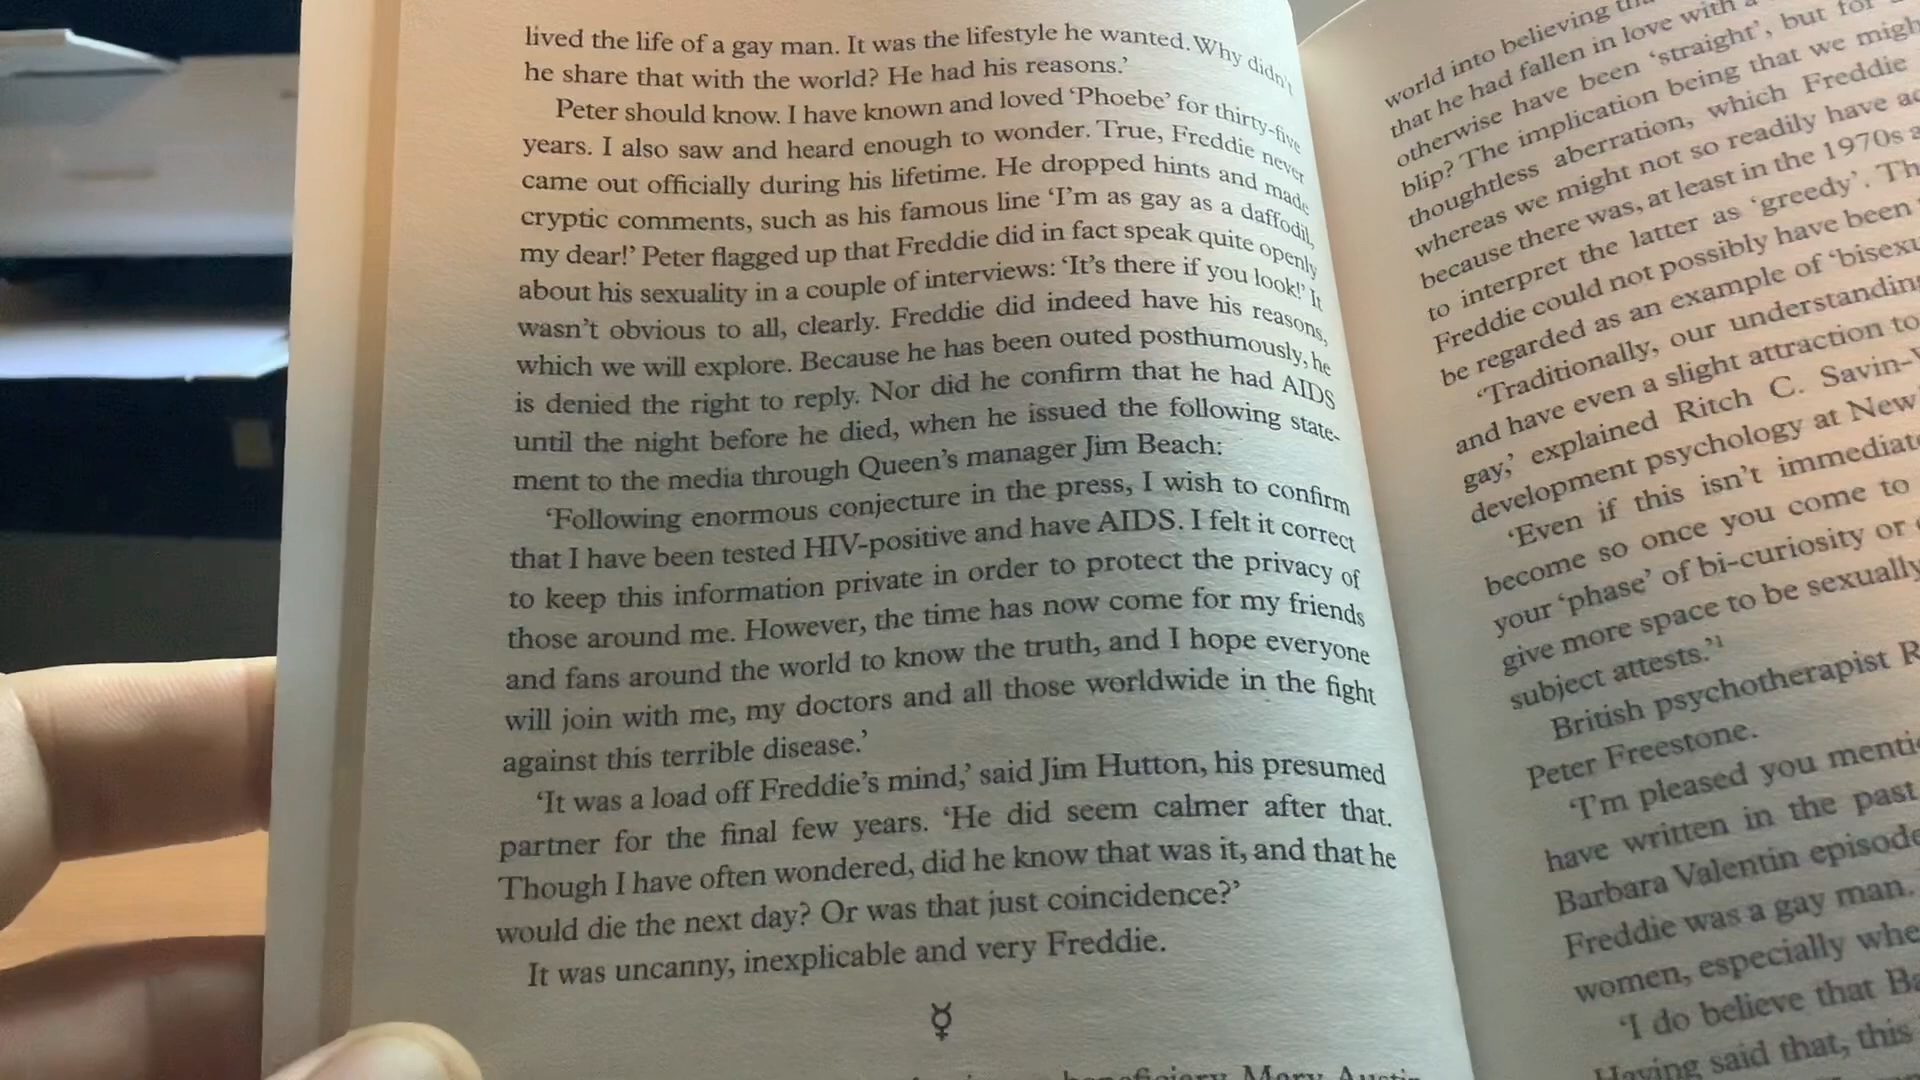 lived the life of a gay man. It was the lifestyle he wanted. Why didn't
he share that with the world? He had his reasons.’
Peter should know. I have known and loved ‘Phoebe’ for thirty-five
years. I also saw and heard enough to wonder. True, Freddie never
came out officially during his lifetime. He dropped hints and made
cryptic comments, such as his famous line ‘I’m as gay as a daffodil,
my dear!’ Peter flagged up that Freddie did in fact speak quite openly
about his sexuality in a couple of interviews: ‘It’s there if you look!’ It
wasn’t obvious to all, clearly. Freddie did indeed have his reasons,
which we will explore. Because he has been outed posthumously, he
is denied the right to reply. Nor did he confirm that he had AIDS
until the night before he died, when he issued the following state-
ment to the media through Queen’s manager Jim Beach:
‘Following enormous conjecture in the press, I wish to confirm
that I have been tested HIV-positive and have AIDS. I felt it correct
to keep this information private in order to protect the privacy of
those around me. However, the time has now come for my friends
and fans around the world to know the truth, and I hope everyone
will join with me, my doctors and all those worldwide in the fight
against this terrible disease.’
‘It was a load off Freddie’s mind,’ said Jim Hutton, his presumed
partner for the final few years. ‘He did seem calmer after that.
Though I have often wondered, did he know that was it, and that he
would die the next day? Or was that just coincidence?’
It was uncanny, inexplicable and very Freddie.
☿
beneficiary Mary Austin
world into believing
that he had fallen in love with a
otherwise have been ‘straight’, but for
blip? The implication being that we
thoughtless aberration, which Freddie
whereas we might not so readily have
because there was, at least in the 1970s
to interpret the latter as ‘greedy’.
Freddie could not possibly have been
be regarded as an example of
‘Traditionally, our understanding
and have even a slight attraction to
gay,’ explained Ritch C.
development psychology at New
‘Even if this isn’t
become so once you come to
your ‘phase’ of bi-curiosity or
give more space to be sexually
subject attests.’¹
British psychotherapist
Peter Freestone.
‘I’m pleased you
have written in the past
Barbara Valentin
Freddie was a gay man.
women, especially
‘I do believe that
Having said that, this